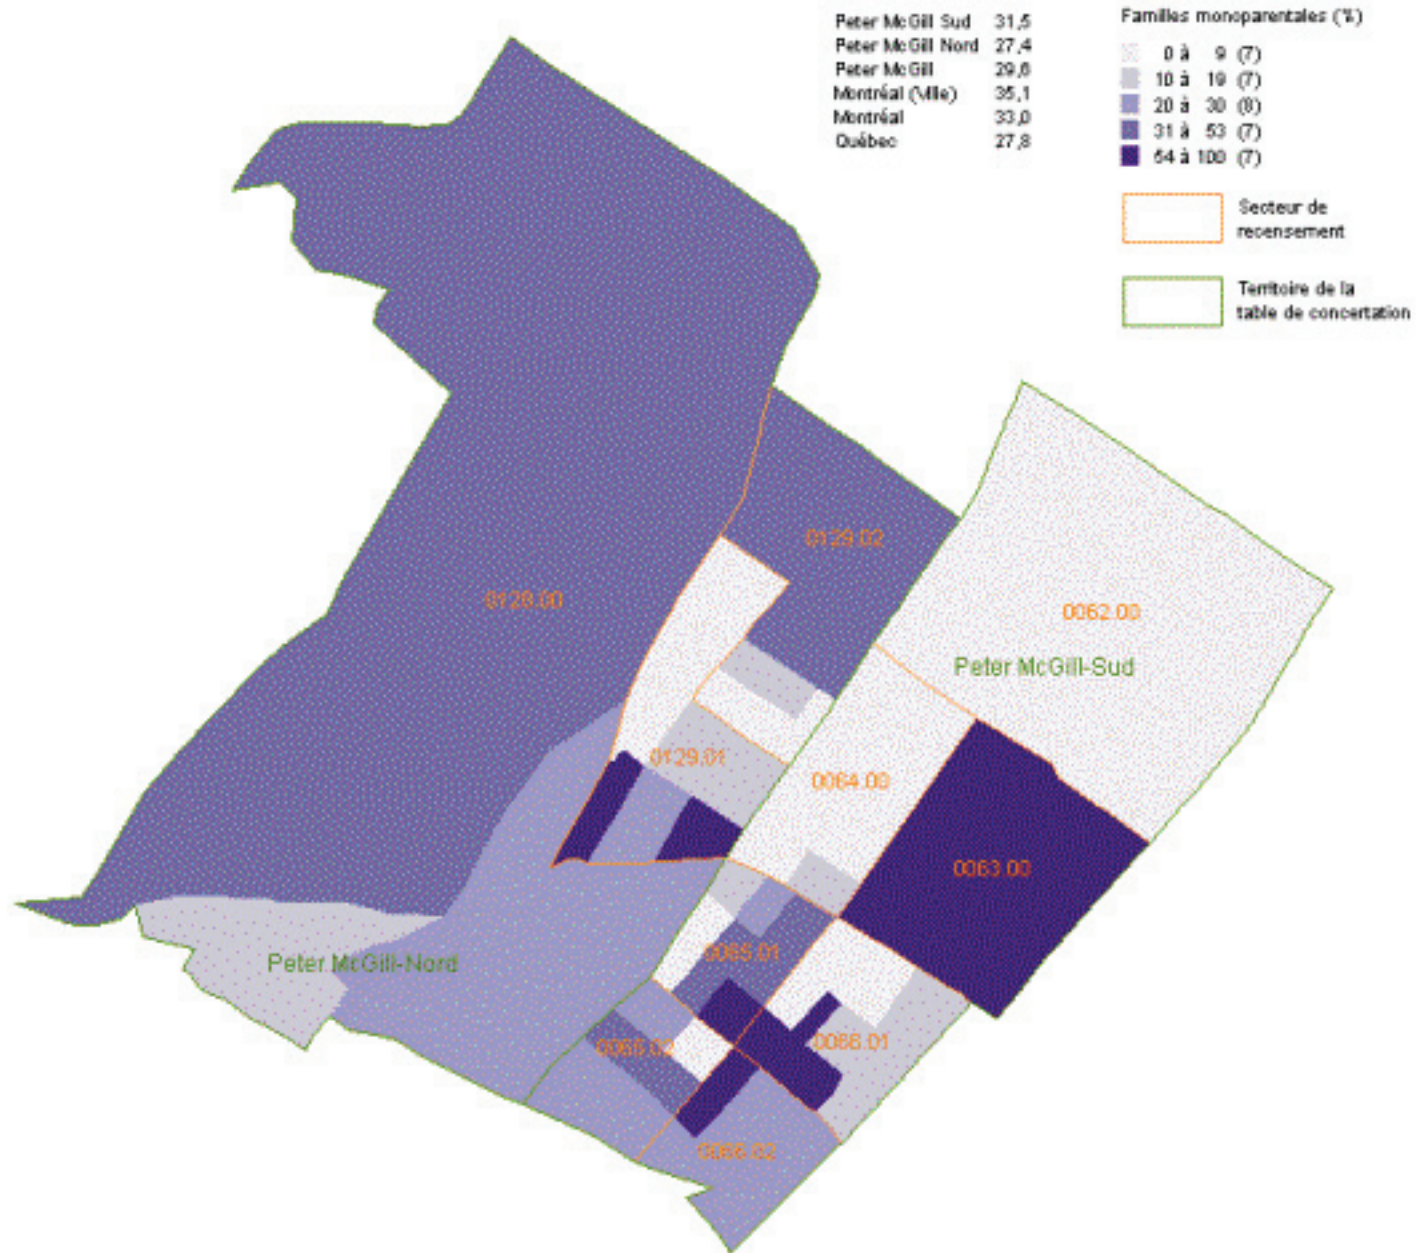 Peter McGill Sud 31,5
Peter McGill Nord 27,4
Peter McGill 29,6
Montréal (Ville) 35,1
Montréal 33,0
Québec 27,8
Familles monoparentales (%)
0 à 9 (7)
10 à 19 (7)
20 à 30 (8)
31 à 53 (7)
54 à 100 (7)
Secteur de
recensement
Territoire de la
table de concertation
0129.02
0128.00
0062.00
Peter McGill-Sud
0129.01
0064.00
0063.00
0065.01
Peter McGill-Nord
0066.01
0065.02
0066.02